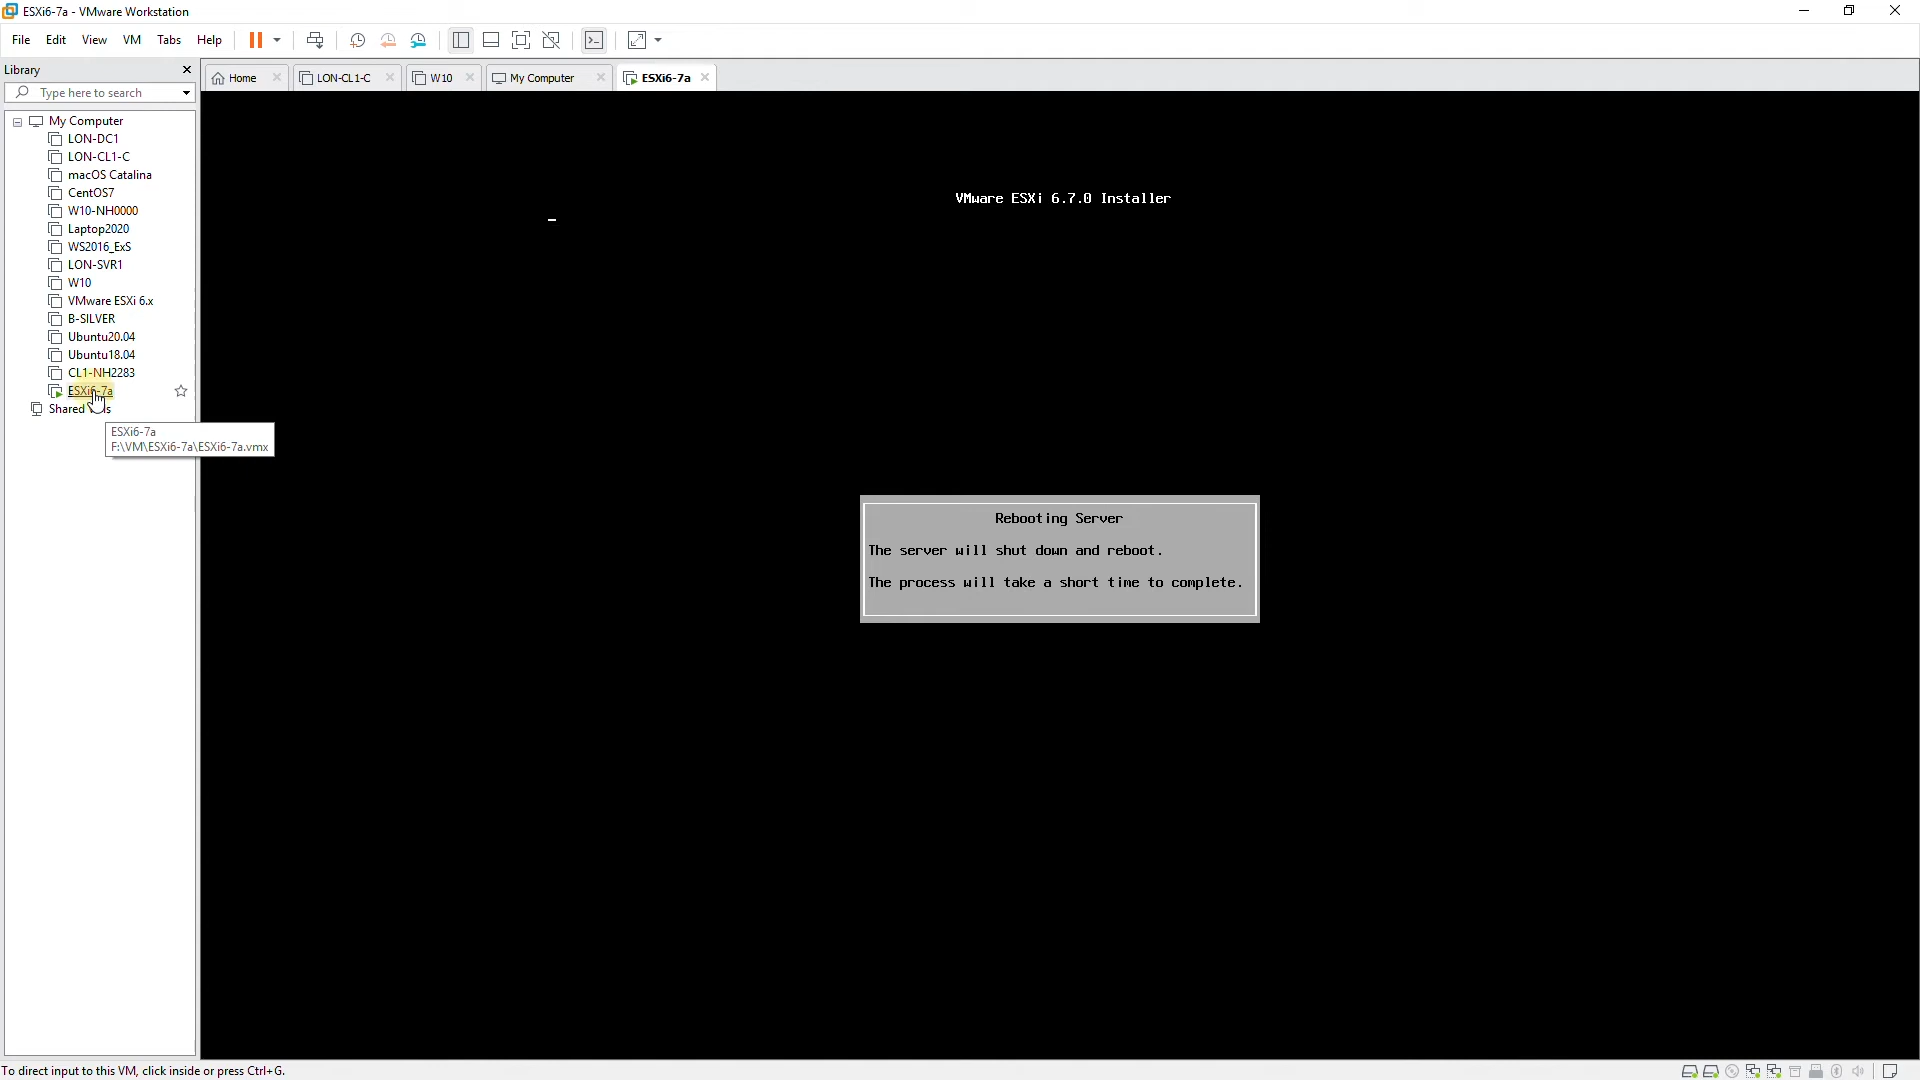 ESXi6-7a - VMware Workstation
File Edit View VM Tabs Help
Library
Type here to search
Home LON-CL1-C W10 My Computer ESXi6-7a
My Computer
LON-DC1
LON-CL1-C
macOS Catalina
CentOS7
W10-NH0000
Laptop2020
WS2016_ExS
LON-SVR1
W10
VMware ESXi 6.x
B-SILVER
Ubuntu20.04
Ubuntu18.04
CL1-NH2283
ESXi6-7a
Shared
ESXi6-7a
F:\VM\ESXi6-7a\ESXi6-7a.vmx
VMware ESXi 6.7.0 Installer
Rebooting Server
The server will shut down and reboot.
The process will take a short time to complete.
To direct input to this VM, click inside or press Ctrl+G.